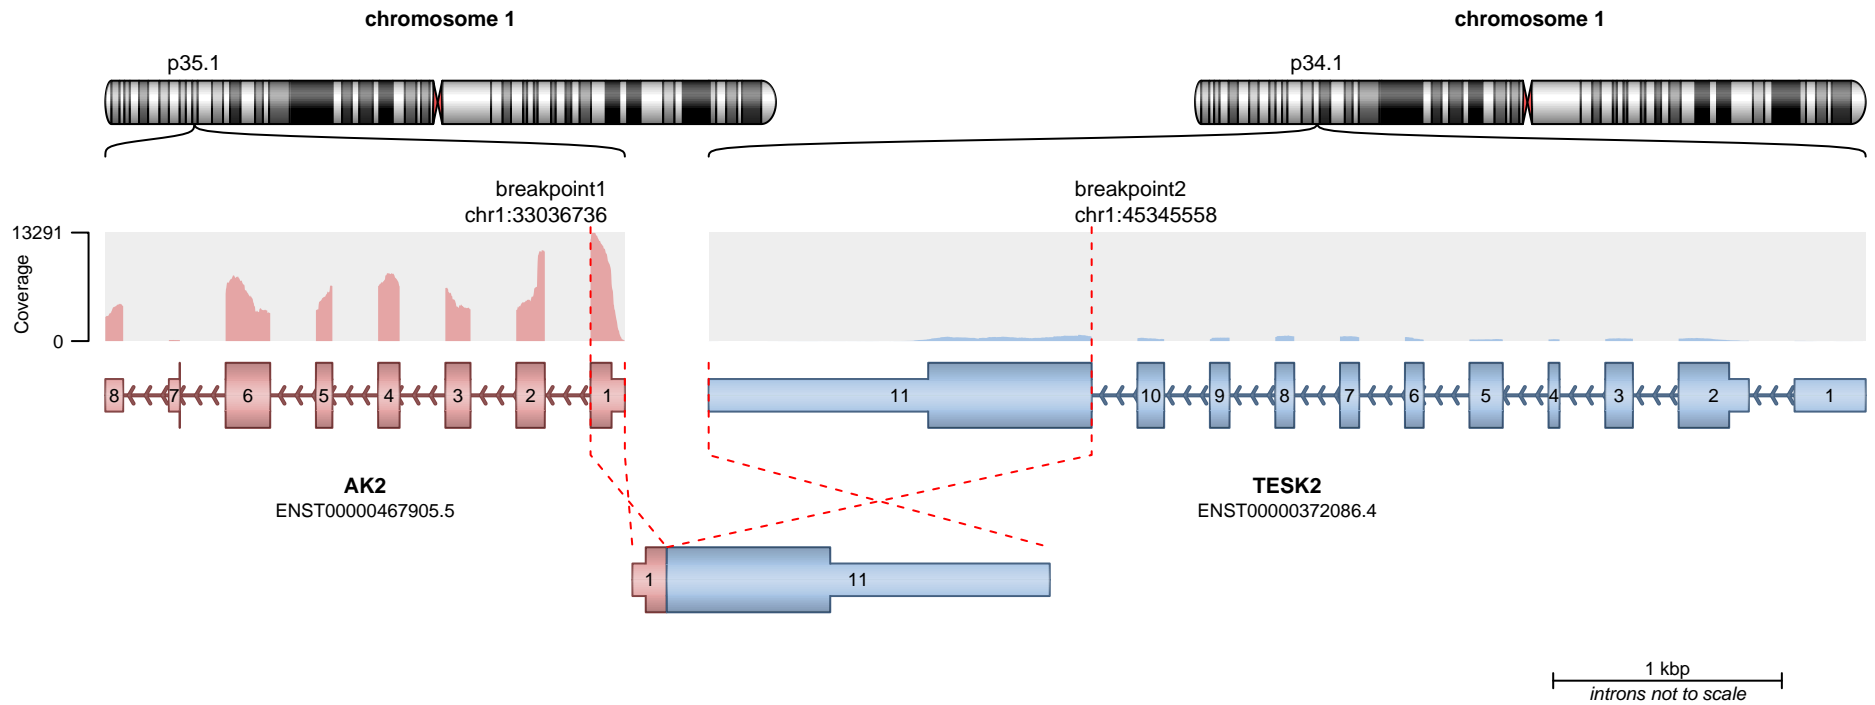 chromosome 1
chromosome 1
p35.1
p34.1
breakpoint1
chr1:33036736
breakpoint2
chr1:45345558
13291
Coverage
0
8 7 6 5 4 3 2 1
11 10 9 8 7 6 5 4 3 2 1
AK2
ENST00000467905.5
TESK2
ENST00000372086.4
1 11
1 kbp
introns not to scale